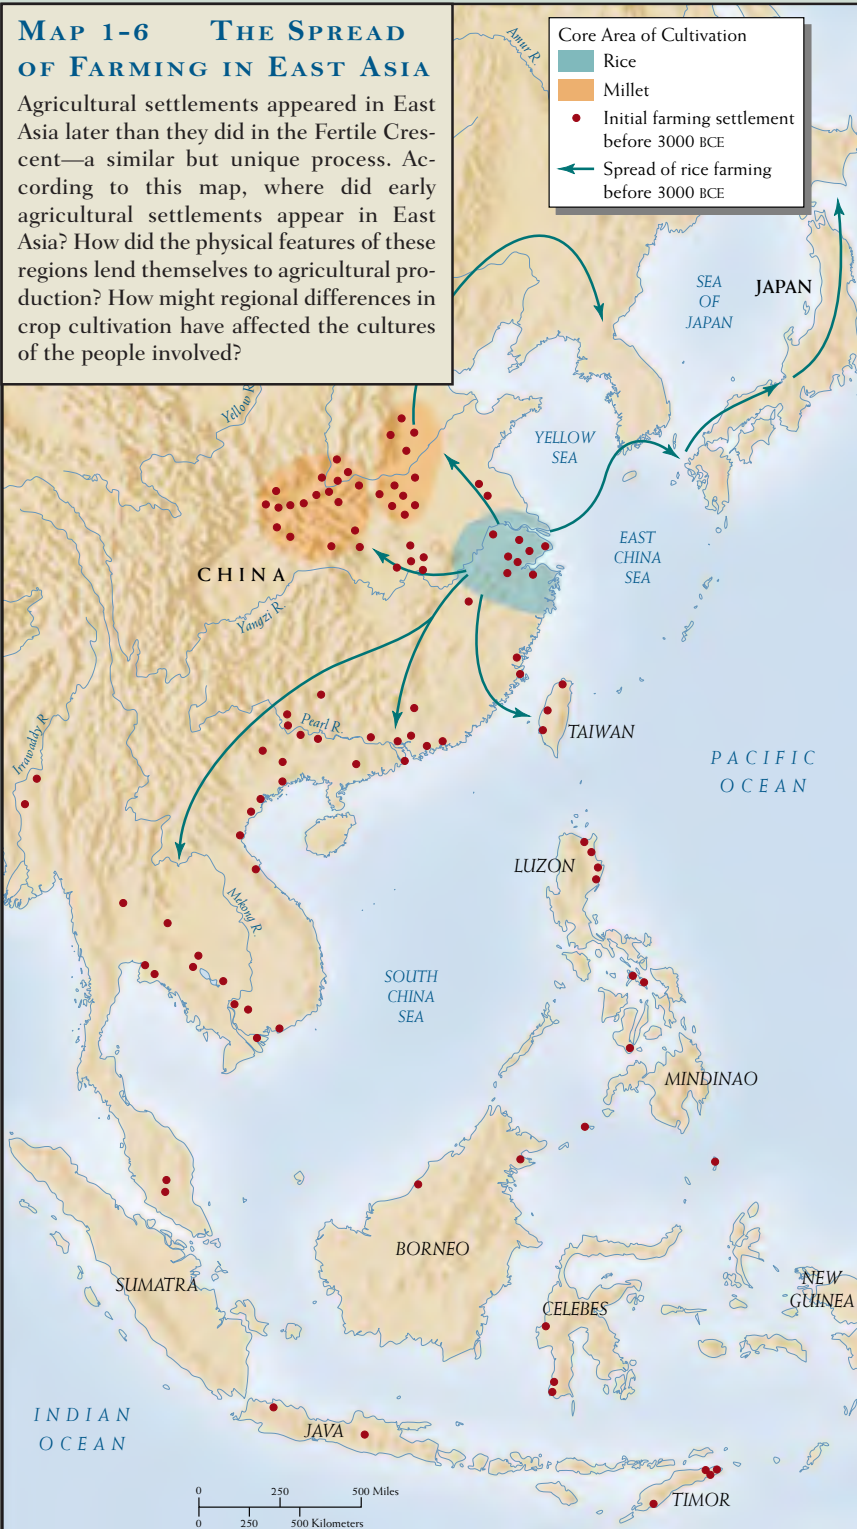 MAP 1-6 THE SPREAD
OF FARMING IN EAST ASIA
Agricultural settlements appeared in East
Asia later than they did in the Fertile Cres-
cent—a similar but unique process. Ac-
cording to this map, where did early
agricultural settlements appear in East
Asia? How did the physical features of these
regions lend themselves to agricultural pro-
duction? How might regional differences in
crop cultivation have affected the cultures
of the people involved?
Core Area of Cultivation
Rice
Millet
Initial farming settlement
before 3000 BCE
Spread of rice farming
before 3000 BCE
Amur R.
SEA
OF
JAPAN
JAPAN
Yellow R.
YELLOW
SEA
EAST
CHINA
SEA
CHINA
Yangzi R.
Pearl R.
Irrawaddy R.
TAIWAN
PACIFIC
OCEAN
LUZON
Mekong R.
SOUTH
CHINA
SEA
MINDINAO
BORNEO
SUMATRA
CELEBES
NEW
GUINEA
INDIAN
OCEAN
JAVA
TIMOR
0 250 500 Miles
0 250 500 Kilometers